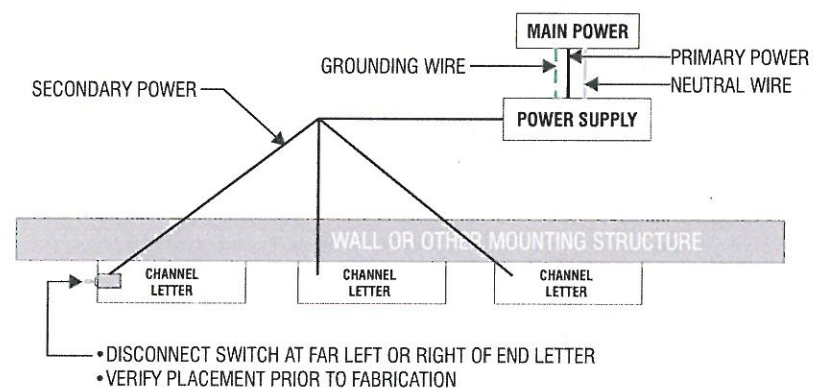 MAIN POWER
GROUNDING WIRE
PRIMARY POWER
NEUTRAL WIRE
SECONDARY POWER
POWER SUPPLY
WALL OR OTHER MOUNTING STRUCTURE
CHANNEL
LETTER
CHANNEL
LETTER
CHANNEL
LETTER
• DISCONNECT SWITCH AT FAR LEFT OR RIGHT OF END LETTER
• VERIFY PLACEMENT PRIOR TO FABRICATION